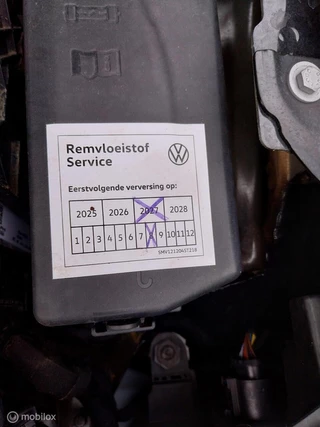 Remvloeistof
Service
Eerstvolgende verversing op:
2025 2026 2027 2028
1 2 3 4 5 6 7 8 9 10 11 12
SMV12120457218
mobilox